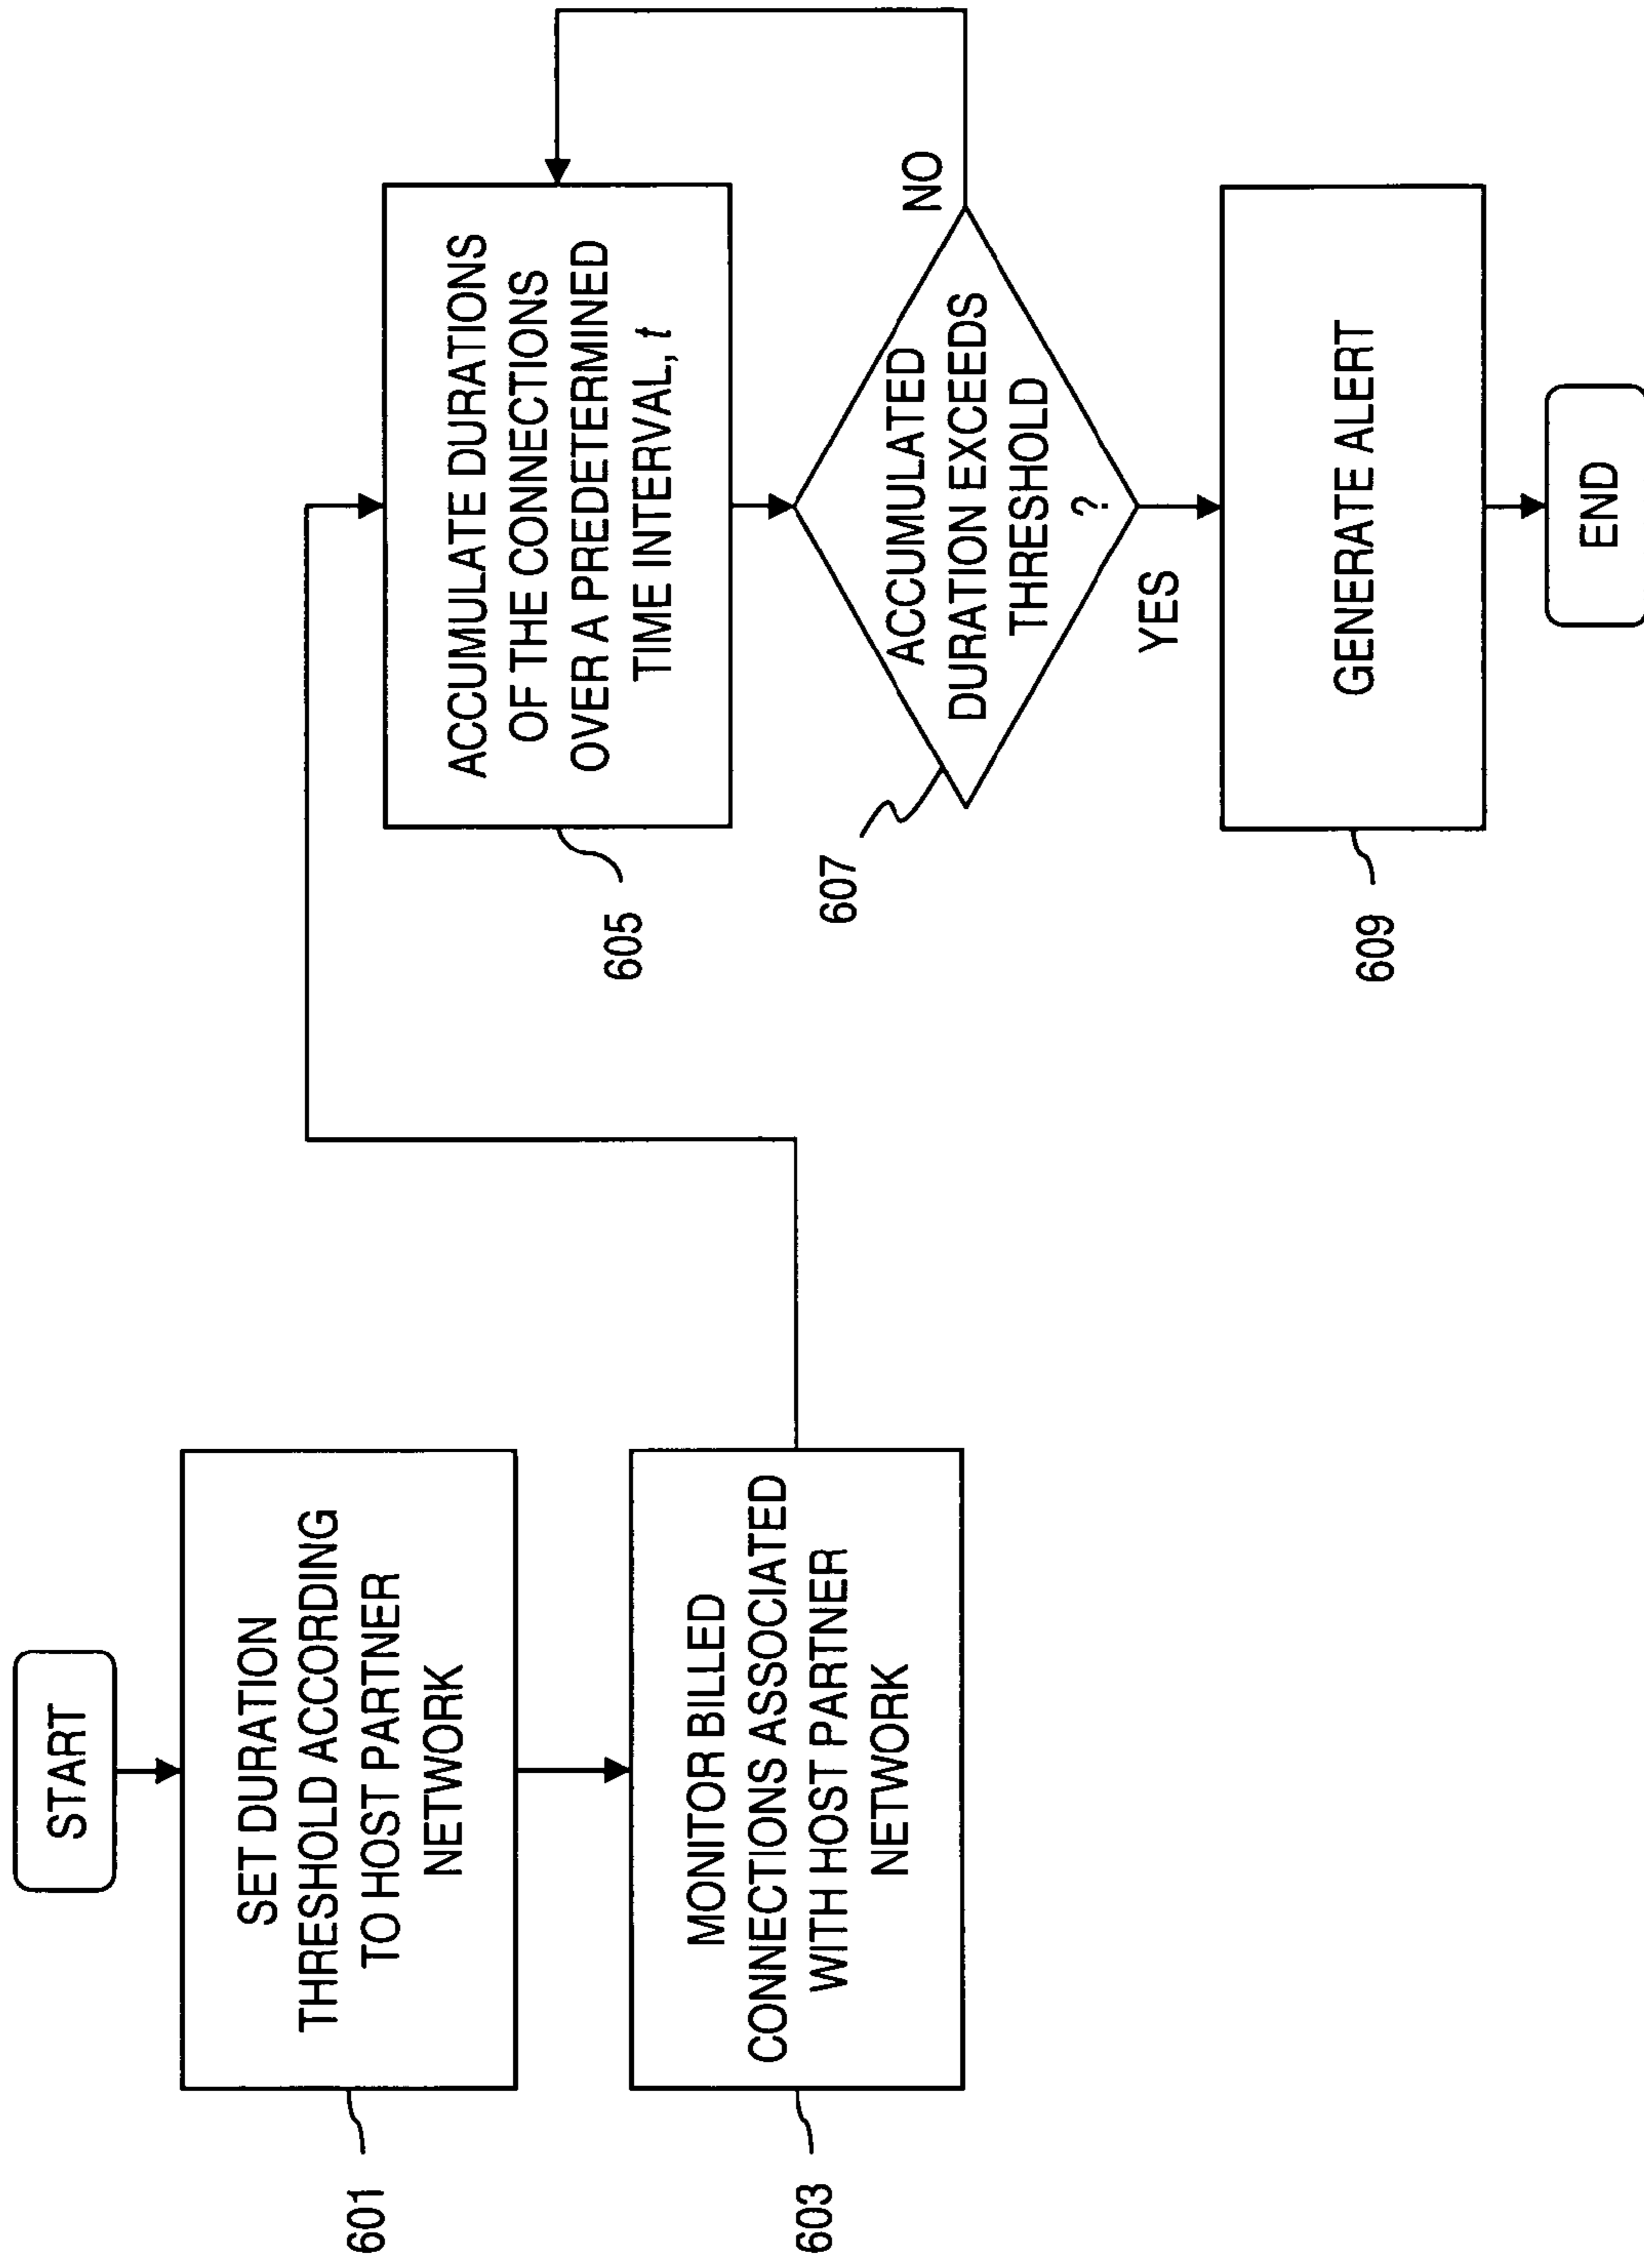 START
SET DURATION
THRESHOLD ACCORDING
TO HOST PARTNER
NETWORK
601
MONITOR BILLED
CONNECTIONS ASSOCIATED
WITH HOST PARTNER
NETWORK
603
ACCUMULATE DURATIONS
OF THE CONNECTIONS
OVER A PREDETERMINED
TIME INTERVAL, t
605
ACCUMULATED
DURATION EXCEEDS
THRESHOLD
?
607
NO
YES
GENERATE ALERT
609
END